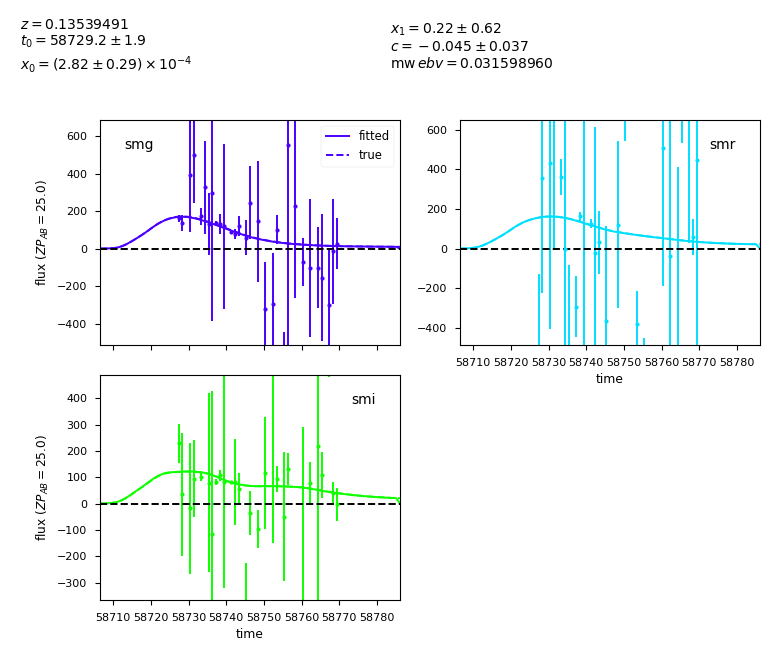 z = 0.13539491
t₀ = 58729.2 ± 1.9
x₀ = (2.82 ± 0.29) × 10⁻⁴
x₁ = 0.22 ± 0.62
c = −0.045 ± 0.037
mw ebv = 0.031598960
smg
fitted
true
flux (ZP_AB = 25.0)
600
400
200
0
−200
−400
smr
600
400
200
0
−200
−400
58710 58720 58730 58740 58750 58760 58770 58780
time
smi
flux (ZP_AB = 25.0)
400
300
200
100
0
−100
−200
−300
58710 58720 58730 58740 58750 58760 58770 58780
time